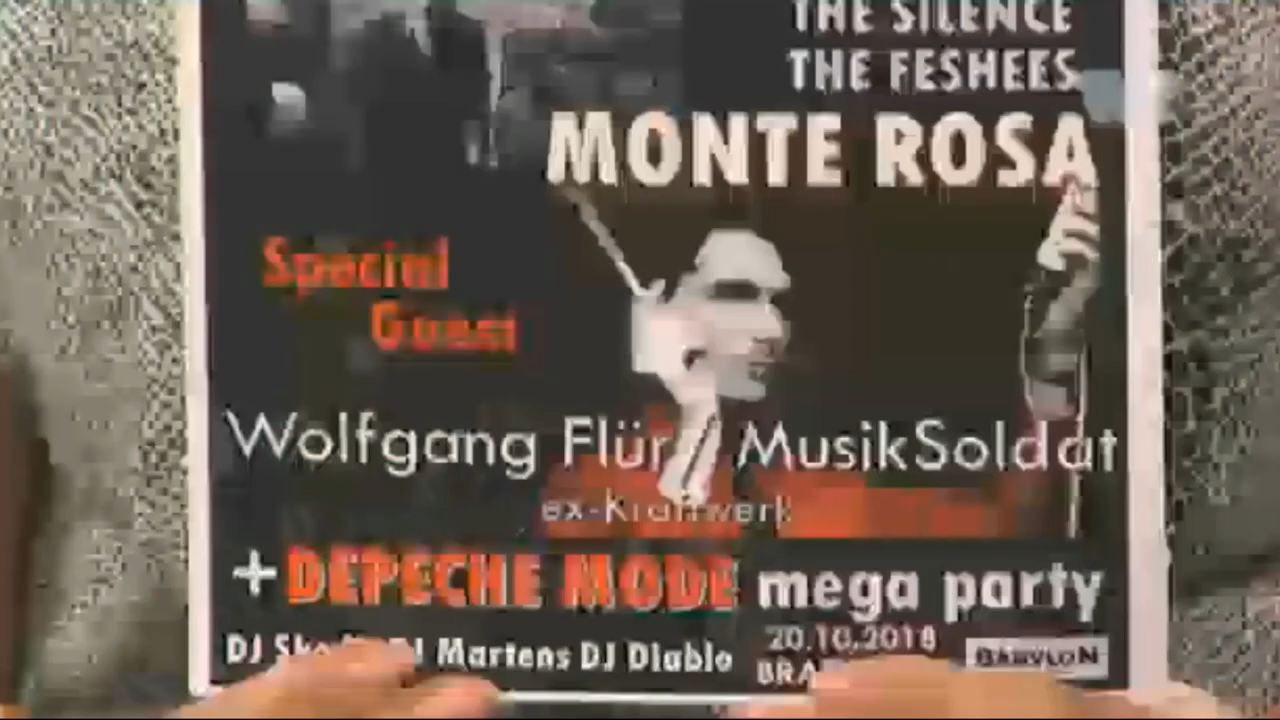 THE SILENCE
THE FESHEES
MONTE ROSA
Special
Guest
Wolfgang Flür MusikSoldat
ex-Kraftwerk
+DEPECHE MODE mega party
DJ Martens DJ Diablo
20.10.2018
BABYLON